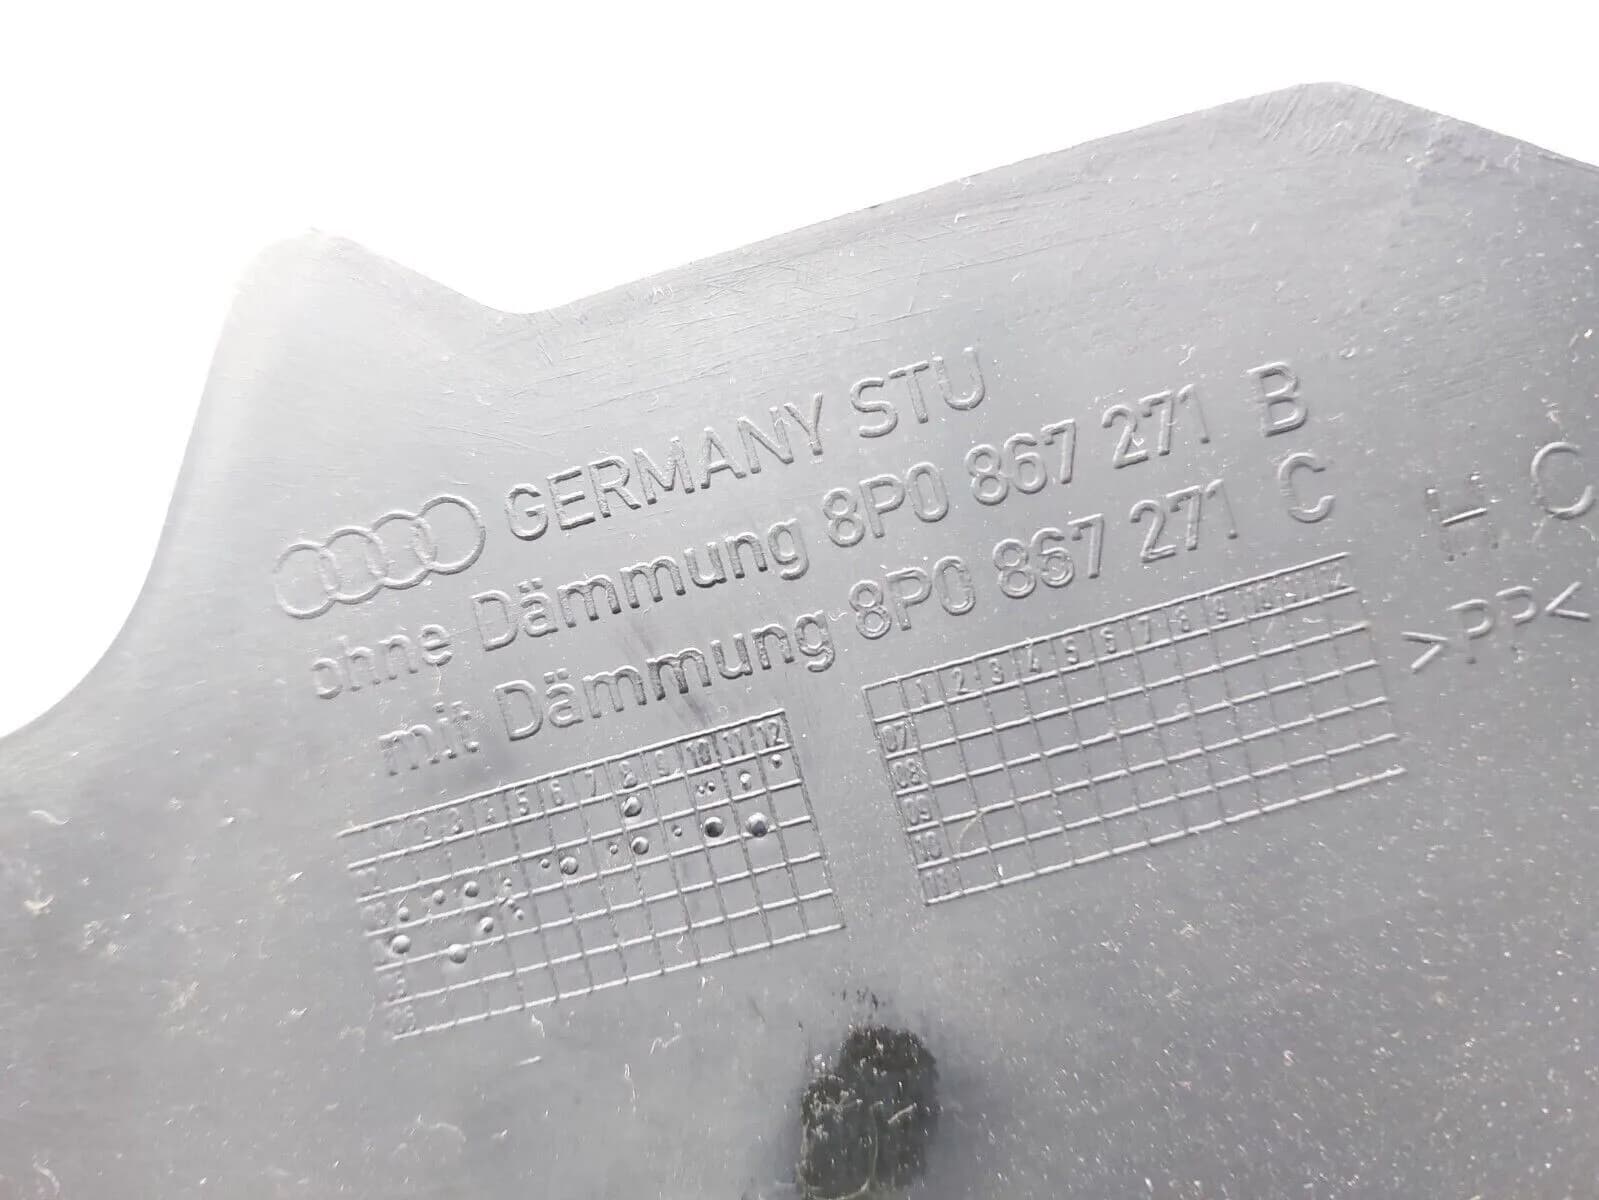 GERMANY STU
ohne Dämmung 8P0 867 271 B
mit Dämmung 8P0 867 271 C
C
>PP<
1 2 3 4 5 6 7 8 9 10 11 12
1 2 3 4 5 6 7 8 9 10 11 12
07
08
09
10